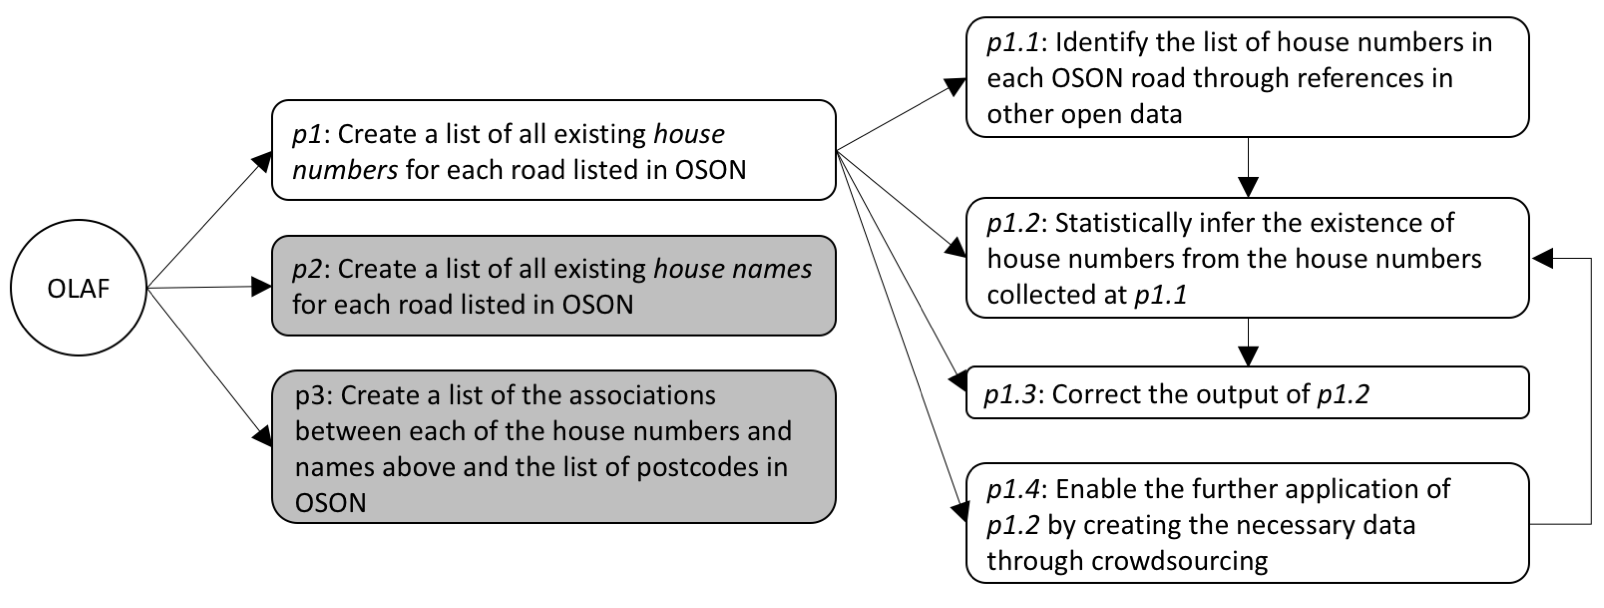 OLAF
p1: Create a list of all existing house
numbers for each road listed in OSON
p2: Create a list of all existing house names
for each road listed in OSON
p3: Create a list of the associations
between each of the house numbers and
names above and the list of postcodes in
OSON
p1.1: Identify the list of house numbers in
each OSON road through references in
other open data
p1.2: Statistically infer the existence of
house numbers from the house numbers
collected at p1.1
p1.3: Correct the output of p1.2
p1.4: Enable the further application of
p1.2 by creating the necessary data
through crowdsourcing